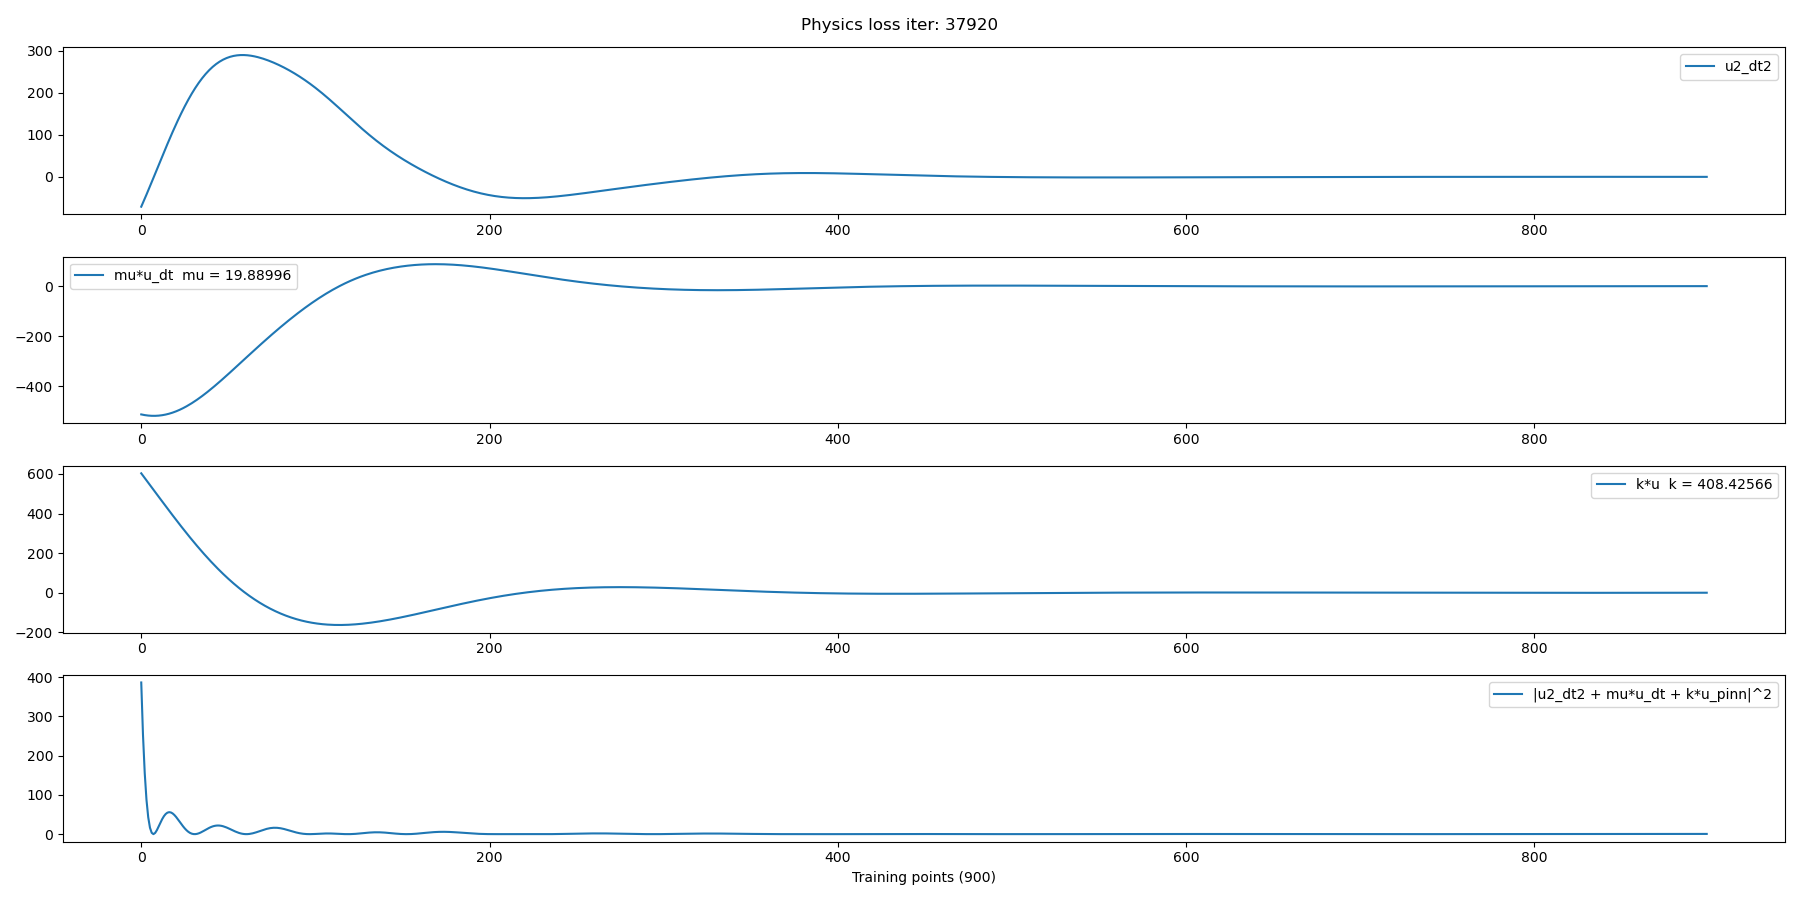 Physics loss iter: 37920
300
200
100
0
u2_dt2
0 200 400 600 800
0
−200
−400
mu*u_dt  mu = 19.88996
0 200 400 600 800
600
400
200
0
−200
k*u  k = 408.42566
0 200 400 600 800
400
300
200
100
0
|u2_dt2 + mu*u_dt + k*u_pinn|^2
0 200 400 600 800
Training points (900)